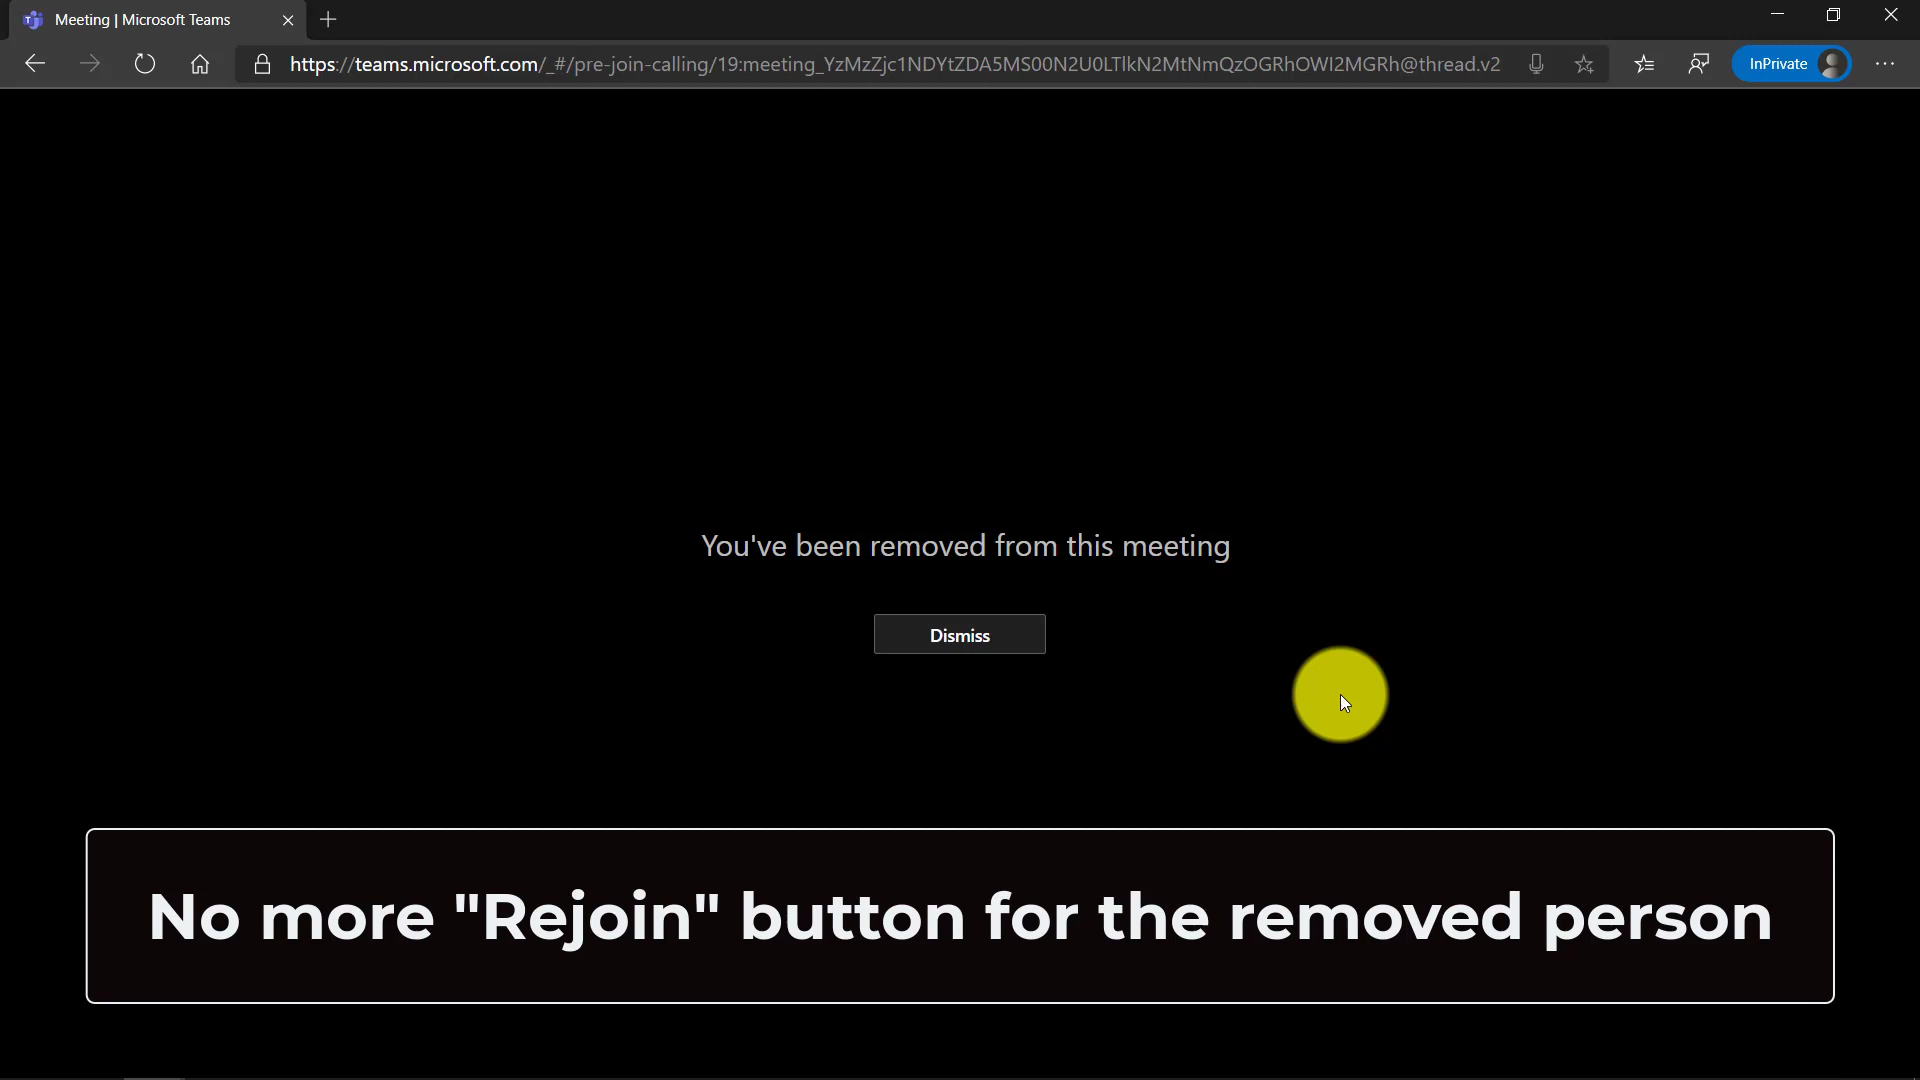 Meeting | Microsoft Teams
https://teams.microsoft.com/_#/pre-join-calling/19:meeting_YzMzZjc1NDYtZDA5MS00N2U0LTlkN2MtNmQzOGRhOWI2MGRh@thread.v2
InPrivate
You've been removed from this meeting
Dismiss
No more "Rejoin" button for the removed person